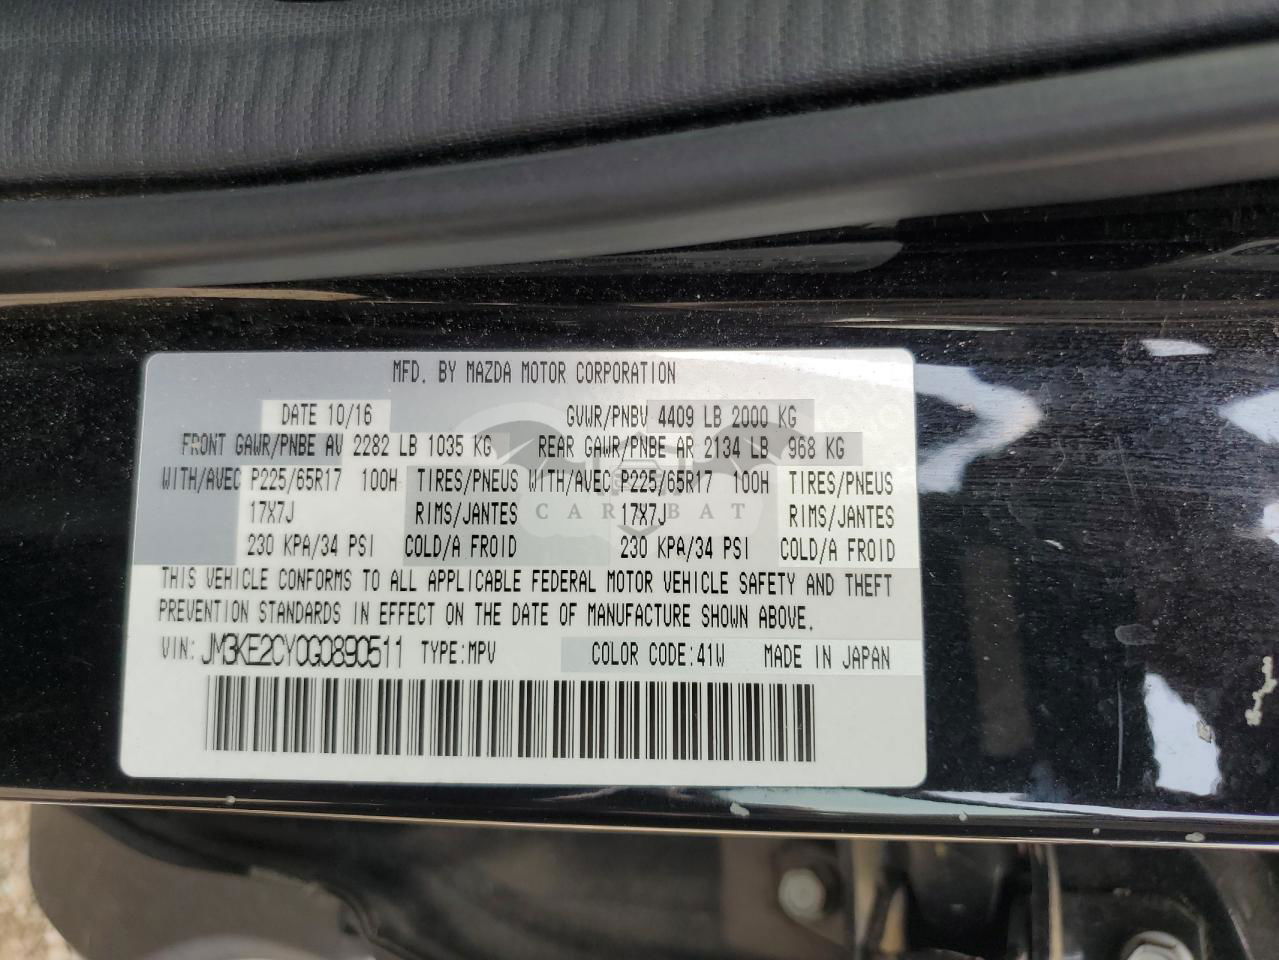 MFD. BY MAZDA MOTOR CORPORATION
DATE 10/16 GVWR/PNBV 4409 LB 2000 KG
FRONT GAWR/PNBE AV 2282 LB 1035 KG REAR GAWR/PNBE AR 2134 LB 968 KG
WITH/AVEC P225/65R17 100H TIRES/PNEUS WITH/AVEC P225/65R17 100H TIRES/PNEUS
17X7J RIMS/JANTES 17X7J RIMS/JANTES
CAR BAT
230 KPA/34 PSI COLD/A FROID 230 KPA/34 PSI COLD/A FROID
THIS VEHICLE CONFORMS TO ALL APPLICABLE FEDERAL MOTOR VEHICLE SAFETY AND THEFT
PREVENTION STANDARDS IN EFFECT ON THE DATE OF MANUFACTURE SHOWN ABOVE.
VIN: JM3KE2CY0G0890511 TYPE:MPV COLOR CODE:41W MADE IN JAPAN